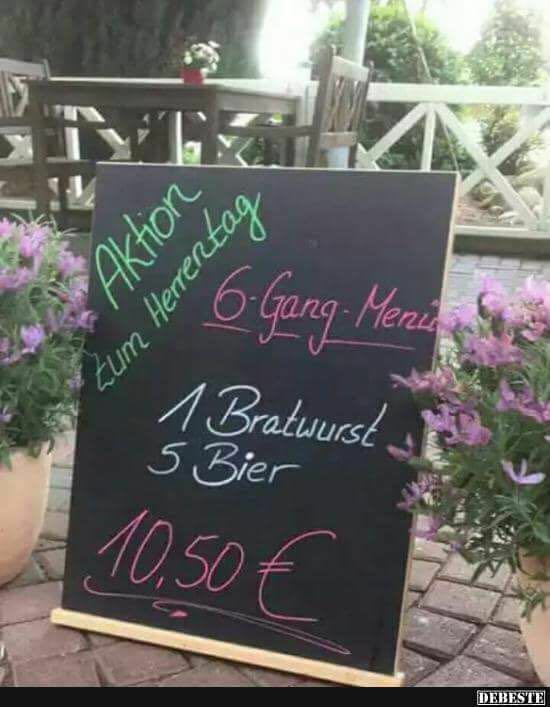 Aktion
zum Herrentag
6-Gang-Menü
1 Bratwurst
5 Bier
10,50 €
DEBESTE